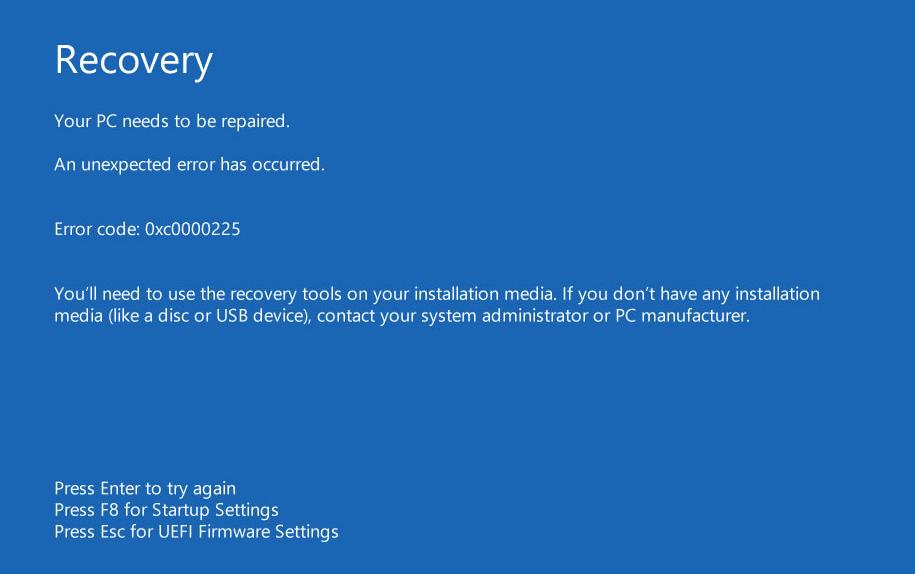 Recovery
Your PC needs to be repaired.
An unexpected error has occurred.
Error code: 0xc0000225
You’ll need to use the recovery tools on your installation media. If you don’t have any installation
media (like a disc or USB device), contact your system administrator or PC manufacturer.
Press Enter to try again
Press F8 for Startup Settings
Press Esc for UEFI Firmware Settings